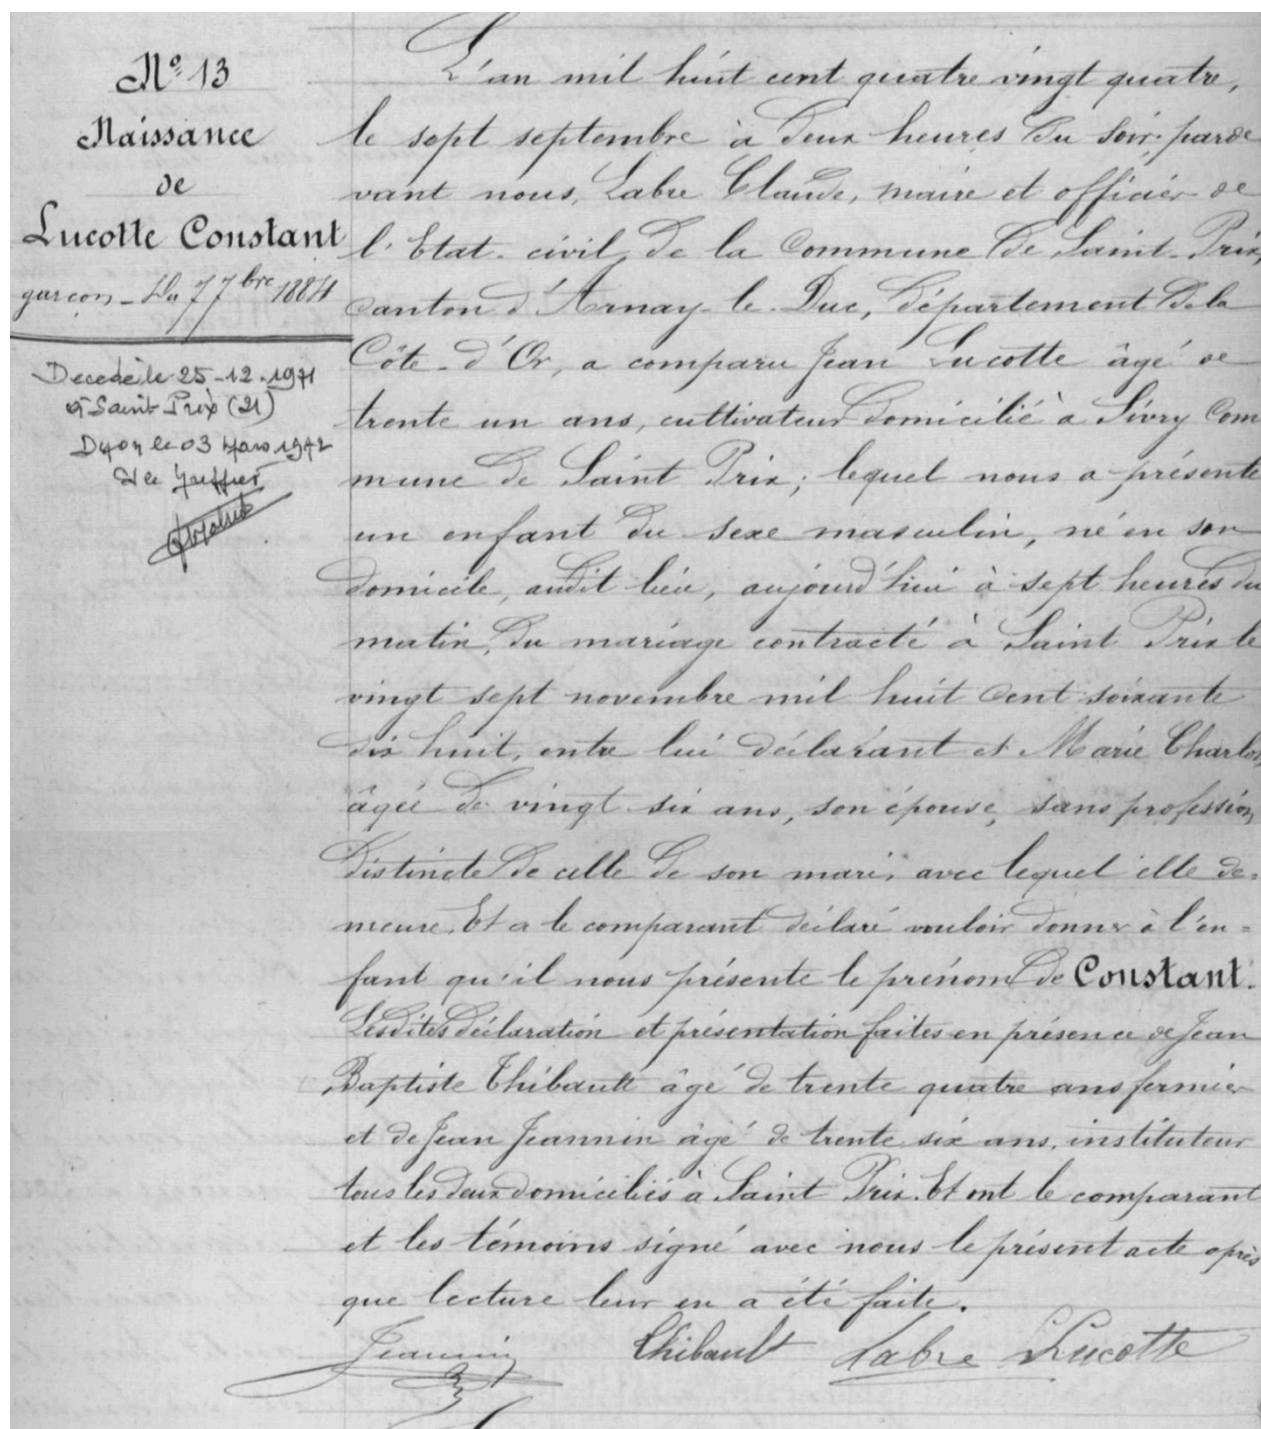 N° 13
Naissance
de
Lucotte Constant
garçon - Du 7 7bre 1884
Decedé le 25-12-1971
à Saint Prix (21)
Dijon le 03 Mars 1972
Le Greffier
L'an mil huit cent quatre vingt quatre,
le sept septembre à deux heures du soir, parde
vant nous, Labre Claude, maire et officier de
l'Etat-civil de la Commune de Saint-Prix,
Canton d'Arnay-le-Duc, département de la
Côte-d'Or, a comparu Jean Lucotte âgé de
trente un ans, cultivateur domicilié à Sivry Com
mune de Saint Prix; lequel nous a présenté
un enfant du sexe masculin, né en son
domicile, audit lieu, aujourd'hui à sept heures du
matin, du mariage contracté à Saint Prix le
vingt sept novembre mil huit cent soixante
dix huit, entre lui déclarant et Marie Charlot,
âgée de vingt six ans, son épouse, sans profession
distincte de celle de son mari, avec lequel elle de=
meure. Et a le comparant déclaré vouloir donner à l'en=
fant qu'il nous présente le prénom de Constant.
Lesdites déclaration et présentation faites en présence de Jean
Baptiste Thibault âgé de trente quatre ans fermier
et de Jean Jeannin âgé de trente six ans, instituteur
tous les deux domiciliés à Saint Prix. Et ont le comparant
et les témoins signé avec nous le présent acte après
que lecture leur en a été faite.
Jeannin Thibault Labre Lucotte